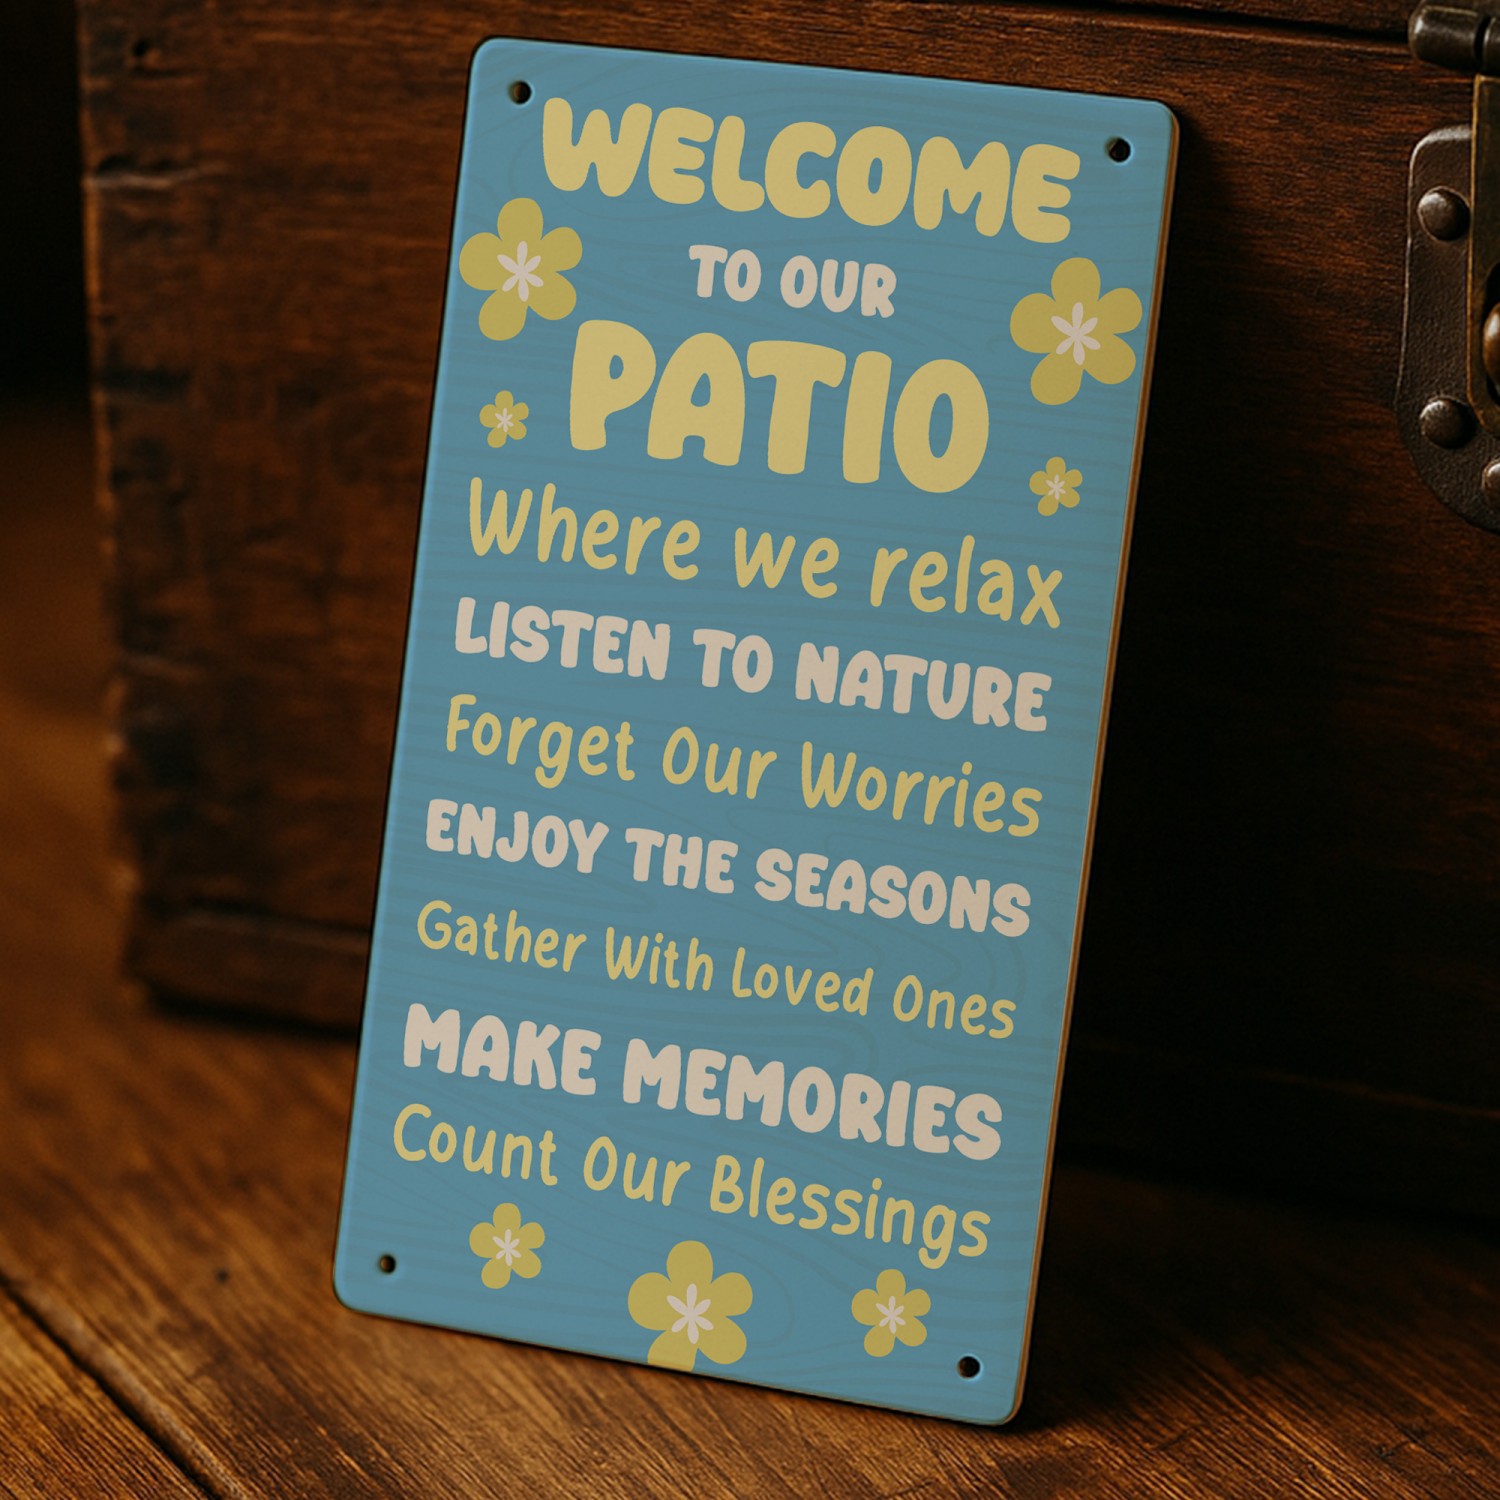 WELCOME
TO OUR
PATIO
Where we relax
LISTEN TO NATURE
Forget Our Worries
ENJOY THE SEASONS
Gather With Loved Ones
MAKE MEMORIES
Count Our Blessings